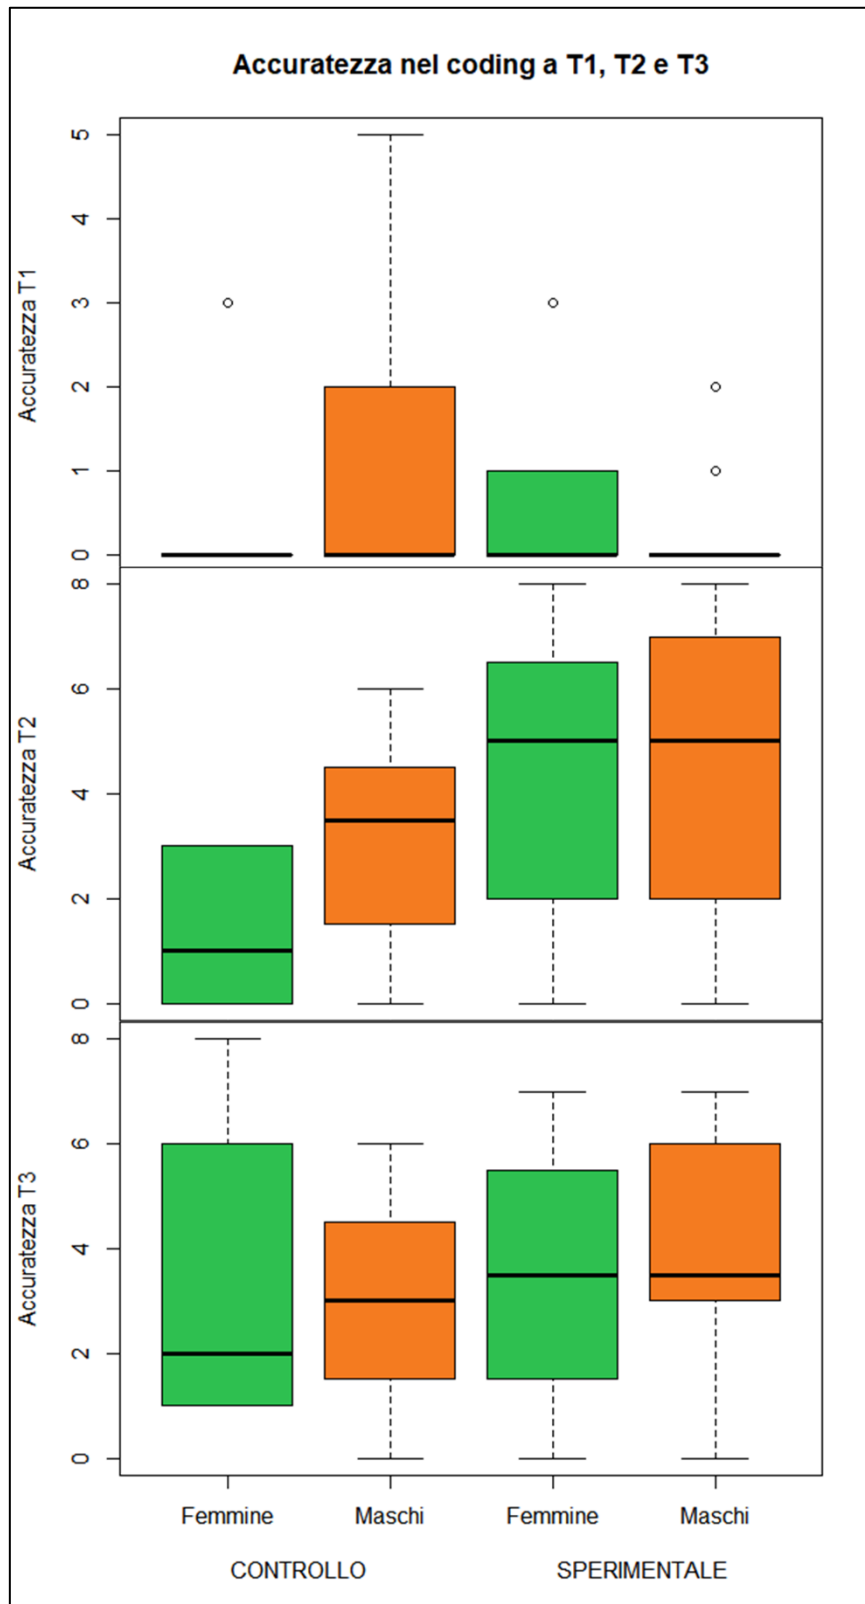 Accuratezza nel coding a T1, T2 e T3
Accuratezza T1
5
4
3
2
1
0
Accuratezza T2
8
6
4
2
0
Accuratezza T3
8
6
4
2
0
Femmine Maschi Femmine Maschi
CONTROLLO SPERIMENTALE